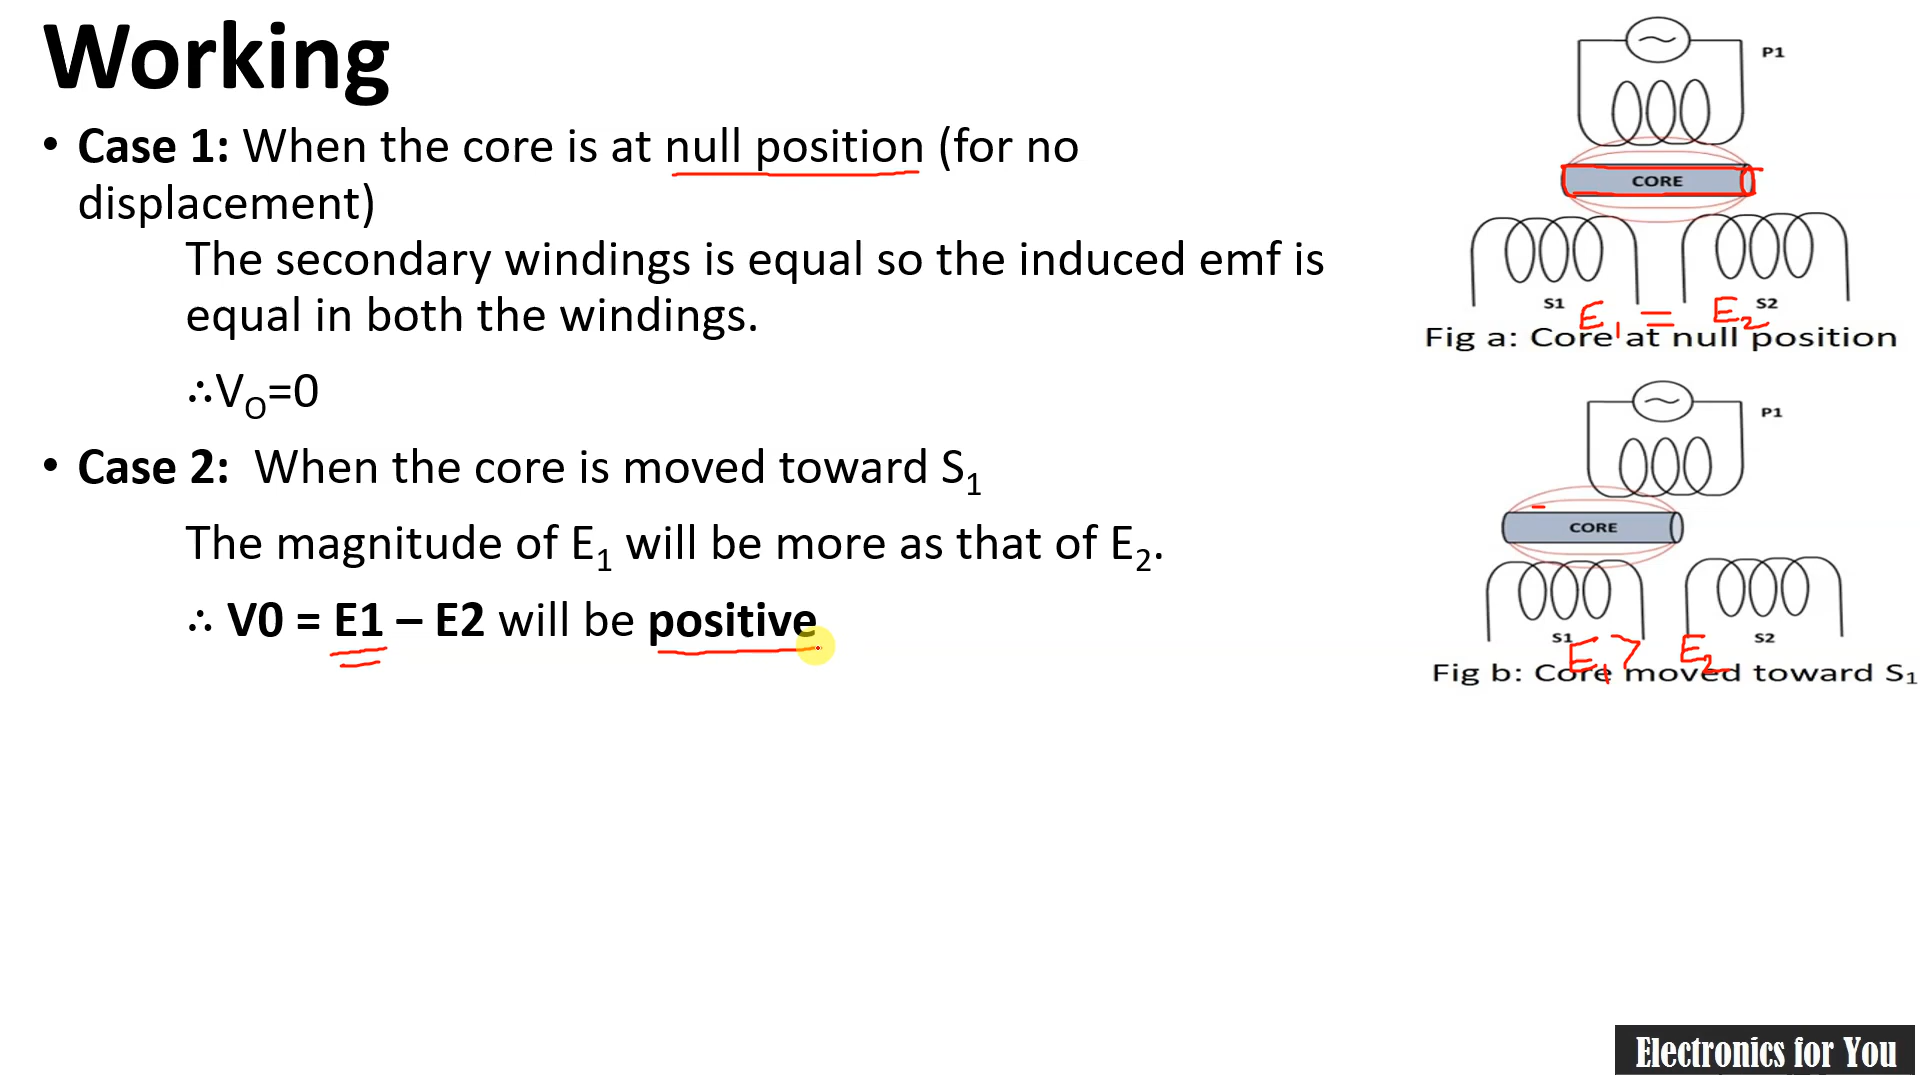 Working
• Case 1: When the core is at null position (for no
displacement)
The secondary windings is equal so the induced emf is
equal in both the windings.
∴V₀=0
• Case 2: When the core is moved toward S₁
The magnitude of E₁ will be more as that of E₂.
∴ V0 = E1 – E2 will be positive
P1
CORE
S1
S2
E₁ = E₂
Fig a: Core at null position
P1
CORE
S1
S2
E₁ > E₂
Fig b: Core moved toward S₁
Electronics for You